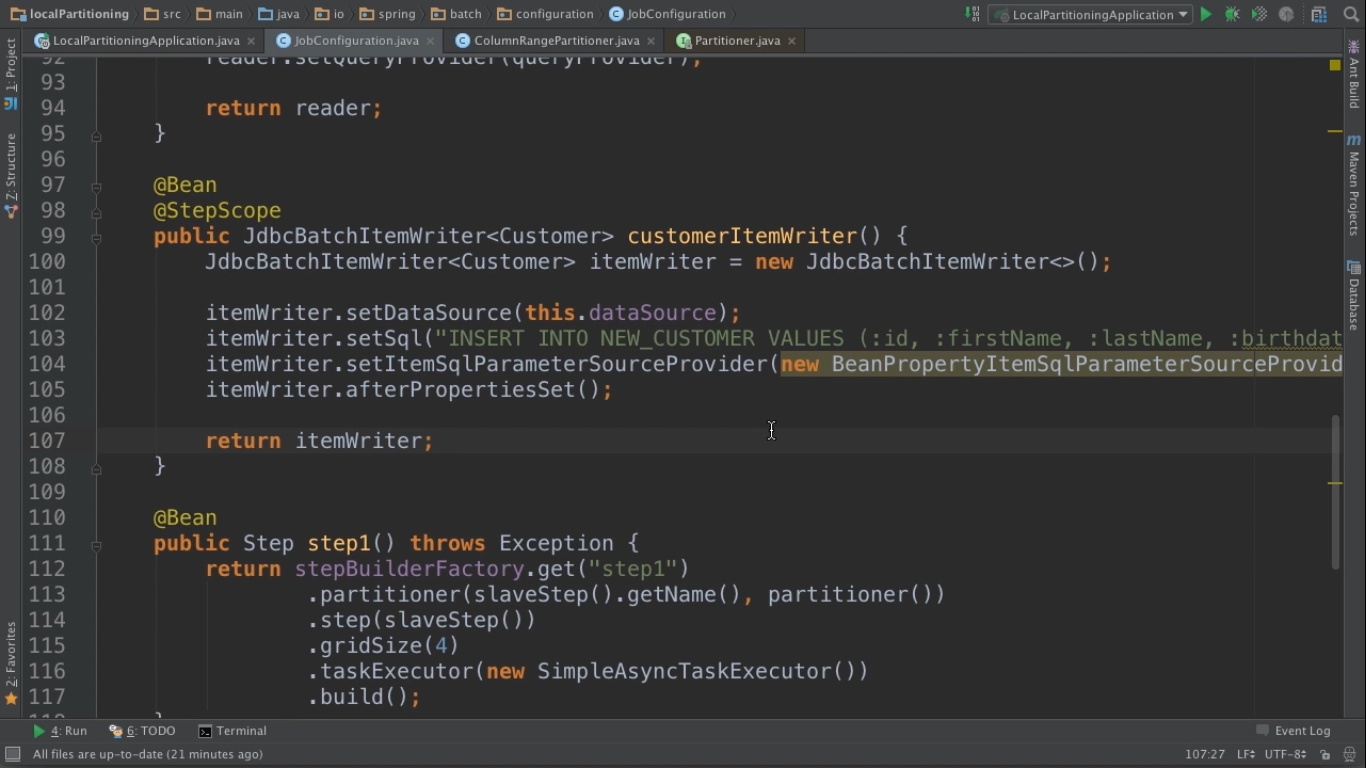 localPartitioning src main java io spring batch configuration JobConfiguration LocalPartitioningApplication
LocalPartitioningApplication.java JobConfiguration.java ColumnRangePartitioner.java Partitioner.java
92 reader.setQueryProvider(queryProvider);
93
94 return reader;
95 }
96
97 @Bean
98 @StepScope
99 public JdbcBatchItemWriter<Customer> customerItemWriter() {
100 JdbcBatchItemWriter<Customer> itemWriter = new JdbcBatchItemWriter<>();
101
102 itemWriter.setDataSource(this.dataSource);
103 itemWriter.setSql("INSERT INTO NEW_CUSTOMER VALUES (:id, :firstName, :lastName, :birthdat
104 itemWriter.setItemSqlParameterSourceProvider(new BeanPropertyItemSqlParameterSourceProvid
105 itemWriter.afterPropertiesSet();
106
107 return itemWriter;
108 }
109
110 @Bean
111 public Step step1() throws Exception {
112 return stepBuilderFactory.get("step1")
113 .partitioner(slaveStep().getName(), partitioner())
114 .step(slaveStep())
115 .gridSize(4)
116 .taskExecutor(new SimpleAsyncTaskExecutor())
117 .build();
118 }
1: Project
Z: Structure
2: Favorites
Ant Build
Maven Projects
Database
4: Run 6: TODO Terminal Event Log
All files are up-to-date (21 minutes ago) 107:27 LF UTF-8